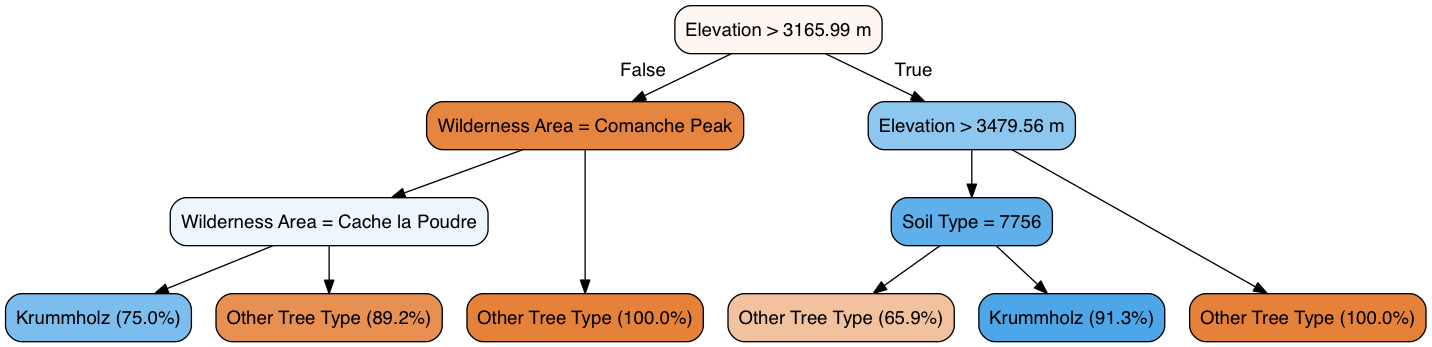 Elevation > 3165.99 m
False
True
Wilderness Area = Comanche Peak
Elevation > 3479.56 m
Wilderness Area = Cache la Poudre
Soil Type = 7756
Krummholz (75.0%)
Other Tree Type (89.2%)
Other Tree Type (100.0%)
Other Tree Type (65.9%)
Krummholz (91.3%)
Other Tree Type (100.0%)